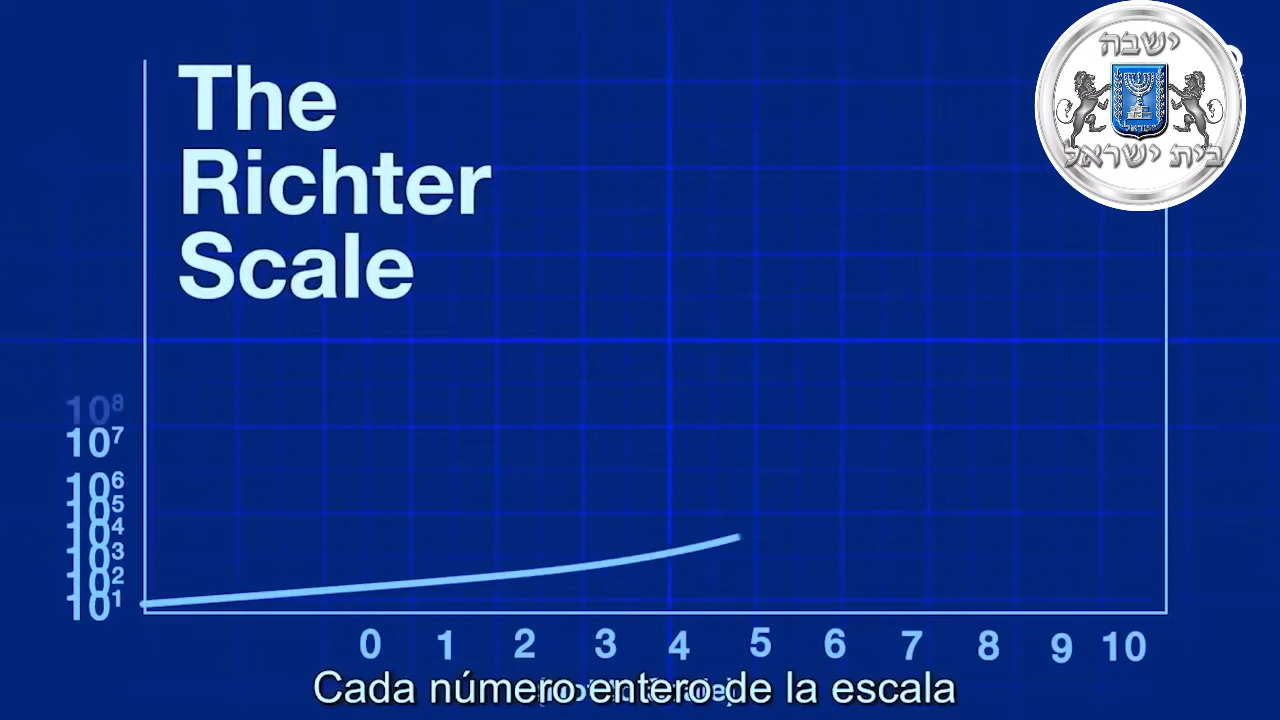 The
Richter
Scale
ישבה
ישראל
בית ישראל
10⁸
10⁷
10⁶
10⁵
10⁴
10³
10²
10¹
0 1 2 3 4 5 6 7 8 9 10
Cada número entero de la escala